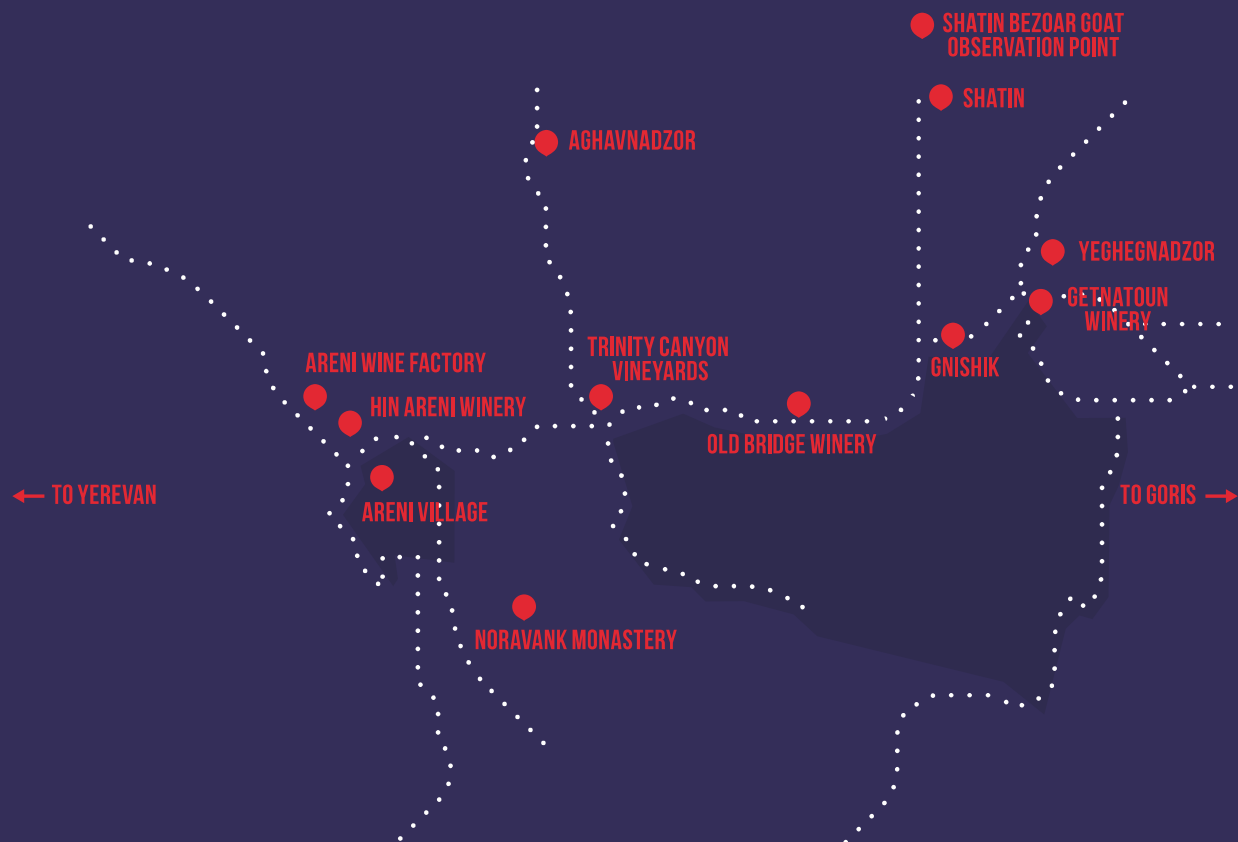 SHATIN BEZOAR GOAT
OBSERVATION POINT
SHATIN
AGHAVNADZOR
YEGHEGNADZOR
GETNATOUN
WINERY
TRINITY CANYON
VINEYARDS
GNISHIK
ARENI WINE FACTORY
HIN ARENI WINERY
OLD BRIDGE WINERY
TO YEREVAN
ARENI VILLAGE
TO GORIS
NORAVANK MONASTERY